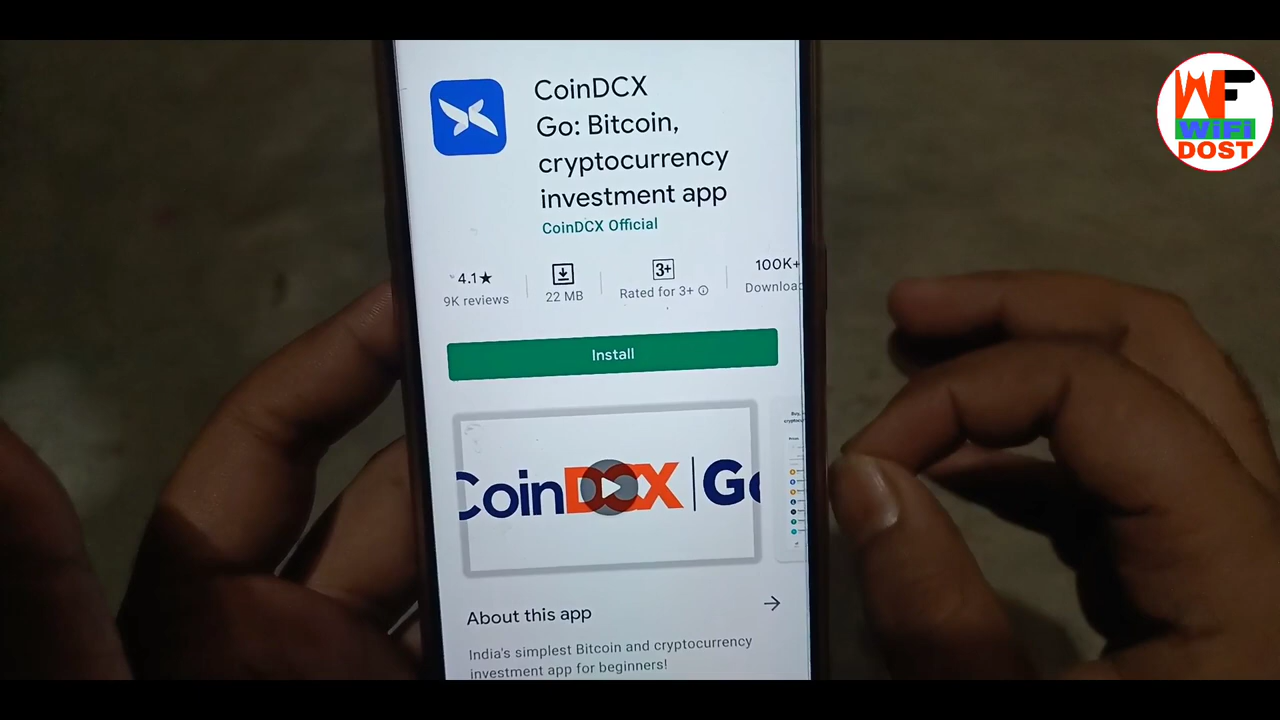 CoinDCX
Go: Bitcoin,
cryptocurrency
investment app
CoinDCX Official
4.1★
9K reviews
22 MB
3+
Rated for 3+
100K+
Install
CoinDCX
About this app
India's simplest Bitcoin and cryptocurrency
investment app for beginners!
WF
WiFi
DOST